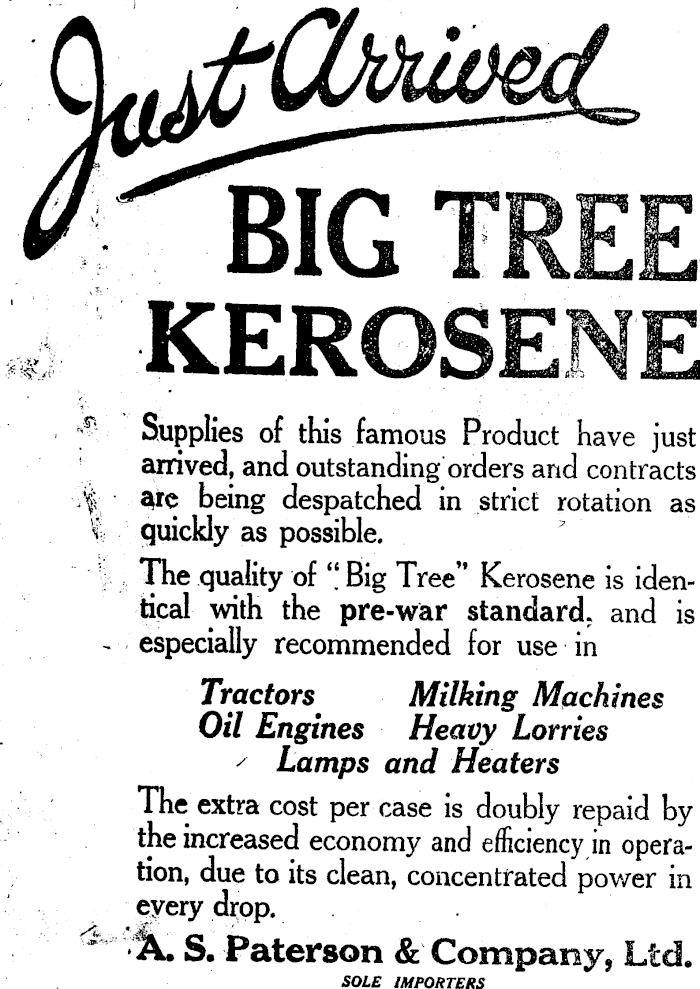 Just Arrived
BIG TREE
KEROSENE
Supplies of this famous Product have just
arrived, and outstanding orders and contracts
are being despatched in strict rotation as
quickly as possible.
The quality of "Big Tree" Kerosene is iden-
tical with the pre-war standard, and is
especially recommended for use in
Tractors Milking Machines
Oil Engines Heavy Lorries
Lamps and Heaters
The extra cost per case is doubly repaid by
the increased economy and efficiency in opera-
tion, due to its clean, concentrated power in
every drop.
A. S. Paterson & Company, Ltd.
SOLE IMPORTERS